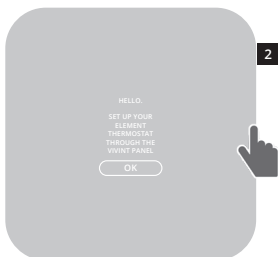 2
HELLO.
SET UP YOUR
ELEMENT
THERMOSTAT
THROUGH THE
VIVINT PANEL
OK